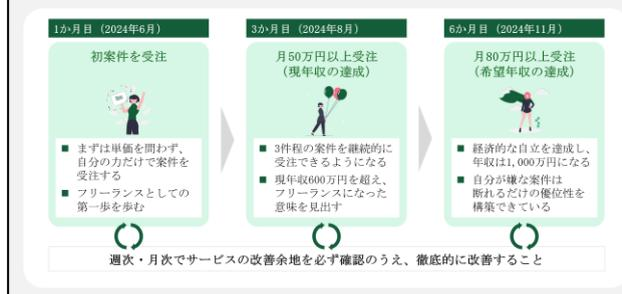 1か月目（2024年6月）
初案件を受注
■ まずは単価を問わず、
自分の力だけで案件を
受注する
■ フリーランスとしての
第一歩を歩む
3か月目（2024年8月）
月50万円以上受注
（現年収の達成）
■ 3件程の案件を継続的に
受注できるようになる
■ 現年収600万円を超え、
フリーランスになった
意味を見出す
6か月目（2024年11月）
月80万円以上受注
（希望年収の達成）
■ 経済的な自立を達成し、
年収は1,000万円になる
■ 自分が嫌な案件は
断れるだけの優位性を
構築できている
週次・月次でサービスの改善余地を必ず確認のうえ、徹底的に改善すること